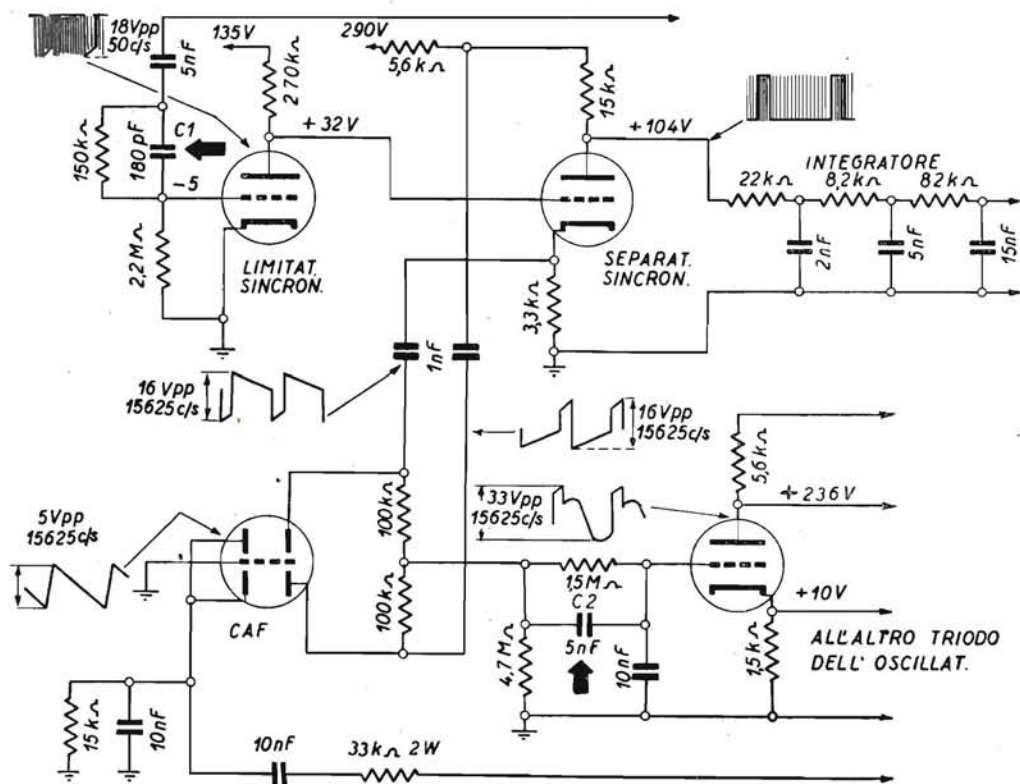 18Vpp
50c/s
5nF
135V
270kΩ
290V
5,6kΩ
15kΩ
+32V
+104V
150kΩ
180pF
C1
-5
2,2MΩ
LIMITAT.
SINCRON.
SEPARAT.
SINCRON.
3,3kΩ
INTEGRATORE
22kΩ
8,2kΩ
82kΩ
2nF
5nF
15nF
1nF
16Vpp
15625c/s
16Vpp
15625c/s
33Vpp
15625c/s
5,6kΩ
+236V
5Vpp
15625c/s
CAF
100kΩ
100kΩ
1,5MΩ
C2
5nF
4,7MΩ
10nF
+10V
1,5kΩ
ALL'ALTRO TRIODO
DELL'OSCILLAT.
15kΩ
10nF
10nF
33kΩ 2W